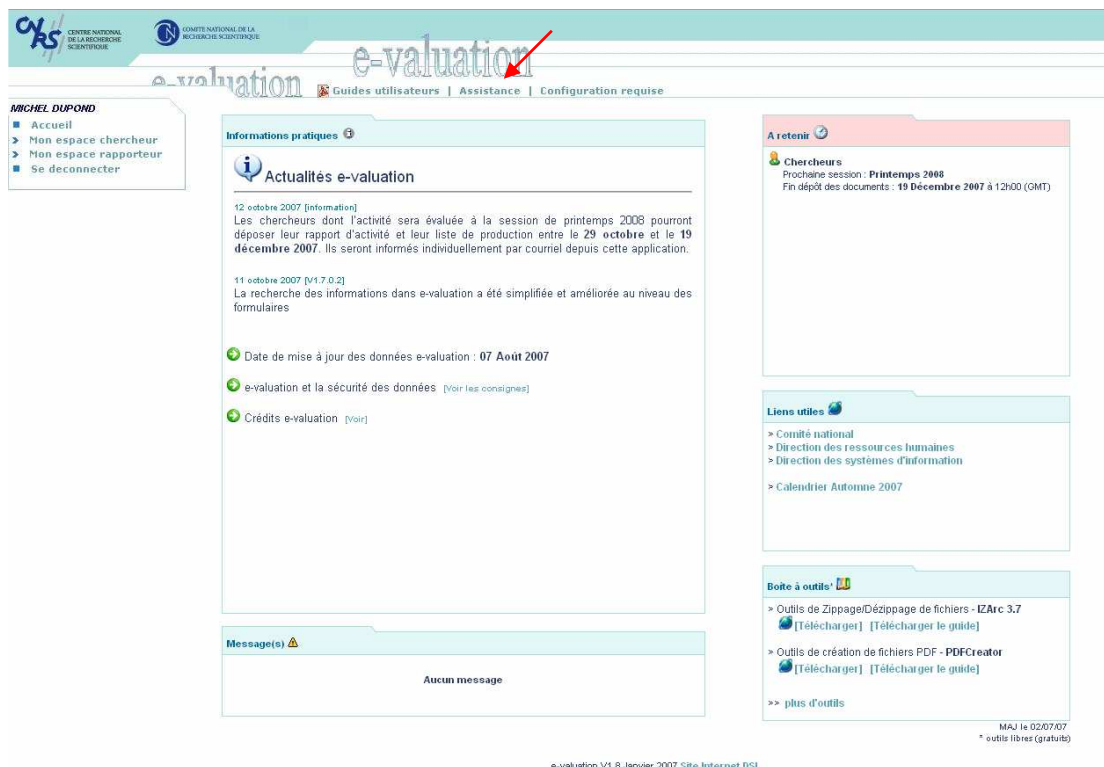 CNRS
CENTRE NATIONAL
DE LA RECHERCHE
SCIENTIFIQUE
COMITE NATIONAL DE LA
RECHERCHE SCIENTIFIQUE
e-valuation
e-valuation
Guides utilisateurs | Assistance | Configuration requise
MICHEL DUPOND
Accueil
Mon espace chercheur
Mon espace rapporteur
Se deconnecter
Informations pratiques
Actualités e-valuation
12 octobre 2007 [information]
Les chercheurs dont l'activité sera évaluée à la session de printemps 2008 pourront
déposer leur rapport d'activité et leur liste de production entre le 29 octobre et le 19
décembre 2007. Ils seront informés individuellement par courriel depuis cette application.
11 octobre 2007 [V1.7.0.2]
La recherche des informations dans e-valuation a été simplifiée et améliorée au niveau des
formulaires
Date de mise à jour des données e-valuation : 07 Août 2007
e-valuation et la sécurité des données [Voir les consignes]
Crédits e-valuation [Voir]
Message(s)
Aucun message
A retenir
Chercheurs
Prochaine session : Printemps 2008
Fin dépôt des documents : 19 Décembre 2007 à 12h00 (GMT)
Liens utiles
> Comité national
> Direction des ressources humaines
> Direction des systèmes d'information
> Calendrier Automne 2007
Boite à outils*
> Outils de Zippage/Dézippage de fichiers - IZArc 3.7
[Télécharger] [Télécharger le guide]
> Outils de création de fichiers PDF - PDFCreator
[Télécharger] [Télécharger le guide]
>> plus d'outils
MAJ le 02/07/07
* outils libres (gratuits)
e-valuation V1.8 Janvier 2007 Site Internet DSI